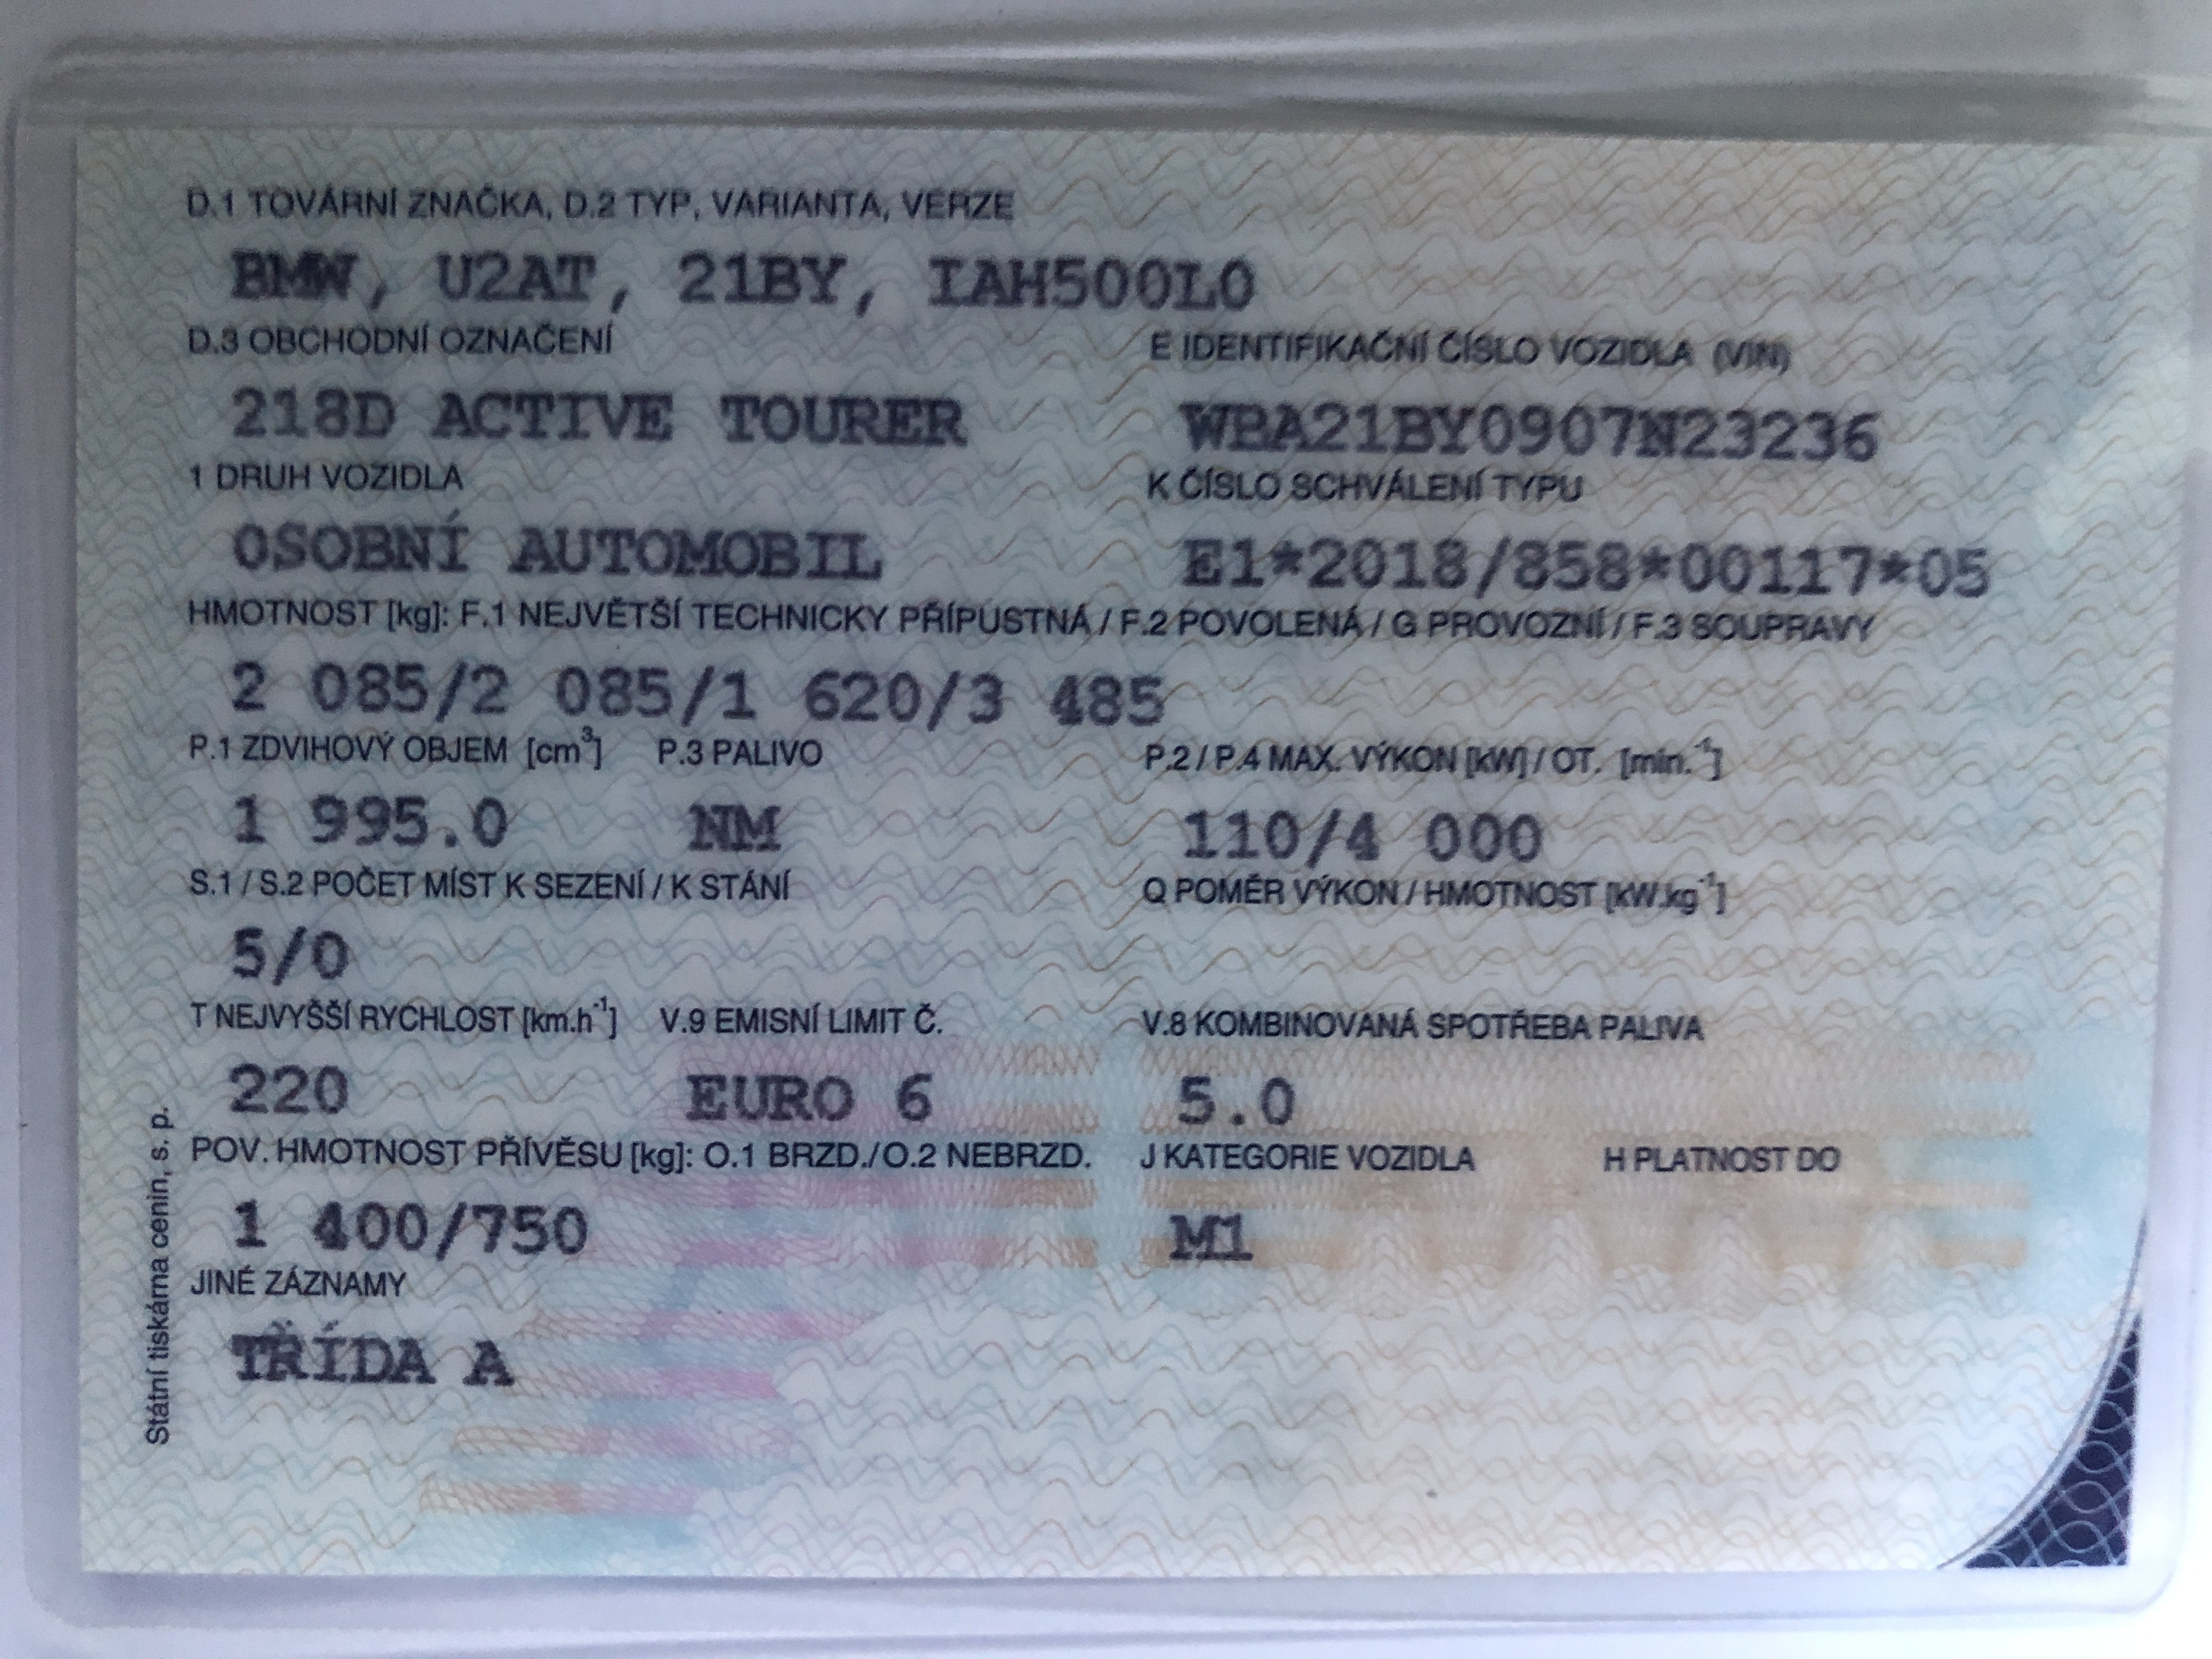 D.1 TOVÁRNÍ ZNAČKA, D.2 TYP, VARIANTA, VERZE
BMW, U2AT, 21BY, IAH500L0
D.3 OBCHODNÍ OZNAČENÍ E IDENTIFIKAČNÍ ČÍSLO VOZIDLA (VIN)
218D ACTIVE TOURER WBA21BY0907N23236
1 DRUH VOZIDLA K ČÍSLO SCHVÁLENÍ TYPU
OSOBNÍ AUTOMOBIL E1*2018/858*00117*05
HMOTNOST [kg]: F.1 NEJVĚTŠÍ TECHNICKY PŘÍPUSTNÁ / F.2 POVOLENÁ / G PROVOZNÍ / F.3 SOUPRAVY
2 085/2 085/1 620/3 485
P.1 ZDVIHOVÝ OBJEM [cm³] P.3 PALIVO P.2 / P.4 MAX. VÝKON [kW] / OT. [min.⁻¹]
1 995.0 NM 110/4 000
S.1 / S.2 POČET MÍST K SEZENÍ / K STÁNÍ Q POMĚR VÝKON / HMOTNOST [kW.kg⁻¹]
5/0
T NEJVYŠŠÍ RYCHLOST [km.h⁻¹] V.9 EMISNÍ LIMIT Č. V.8 KOMBINOVANÁ SPOTŘEBA PALIVA
220 EURO 6 5.0
POV. HMOTNOST PŘÍVĚSU [kg]: O.1 BRZD./O.2 NEBRZD. J KATEGORIE VOZIDLA H PLATNOST DO
1 400/750 M1
JINÉ ZÁZNAMY
TŘÍDA A
Státní tiskárna cenin, s. p.